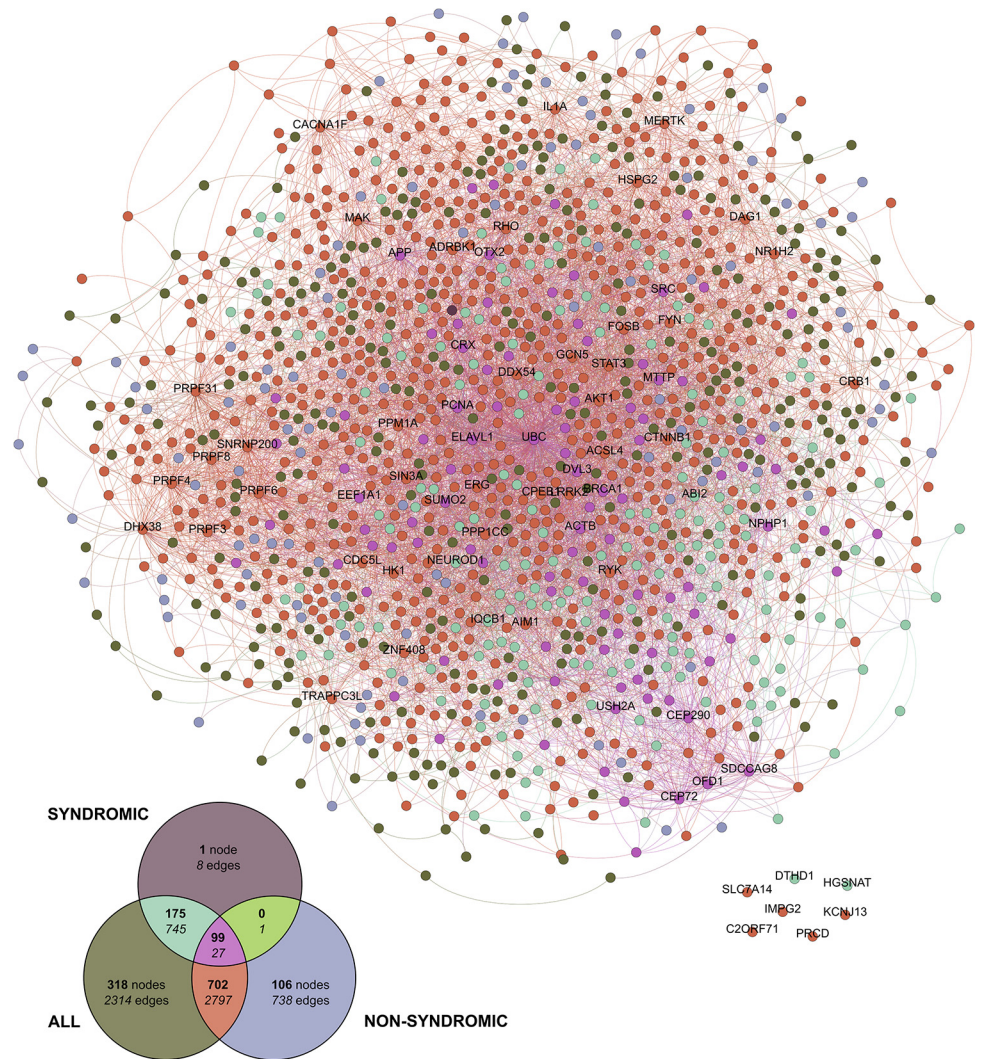 IL1A
CACNA1F
MERTK
HSPG2
MAK
DAG1
RHO
ADRBK1
APP
OTX2
NR1H2
SRC
FYN
FOSB
CRX
GCN5
STAT3
DDX54
MTTP
CRB1
PRPF31
AKT1
PCNA
PPM1A
ELAVL1
UBC
CTNNB1
SNRNP200
ACSL4
PRPF8
DVL3
SIN3A
PRPF4
ERG
PRPF6
CPEB1
LRRK2
BRCA1
ABI2
EEF1A1
SUMO2
DHX38
PRPF3
NPHP1
ACTB
PPP1CC
CDC5L
NEUROD1
HK1
RYK
IQCB1
AIM1
ZNF408
TRAPPC3L
USH2A
CEP290
SDCCAG8
OFD1
CEP72
SYNDROMIC
1 node
8 edges
175
745
0
1
99
27
318 nodes
2314 edges
702
2797
106 nodes
738 edges
ALL
NON-SYNDROMIC
DTHD1
SLC7A14
HGSNAT
IMPG2
KCNJ13
C2ORF71
PRCD